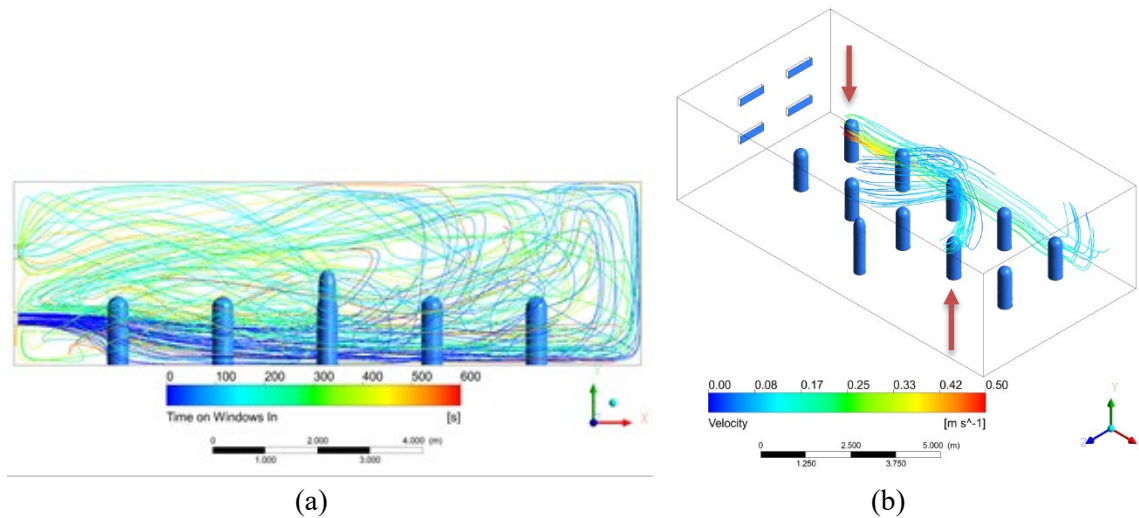 0 100 200 300 400 500 600
Time on Windows In [s]
0 2.000 4.000 (m)
1.000 3.000
Y
X
(a)
0.00 0.08 0.17 0.25 0.33 0.42 0.50
Velocity [m s^-1]
0 2.500 5.000 (m)
1.250 3.750
Y
Z
(b)